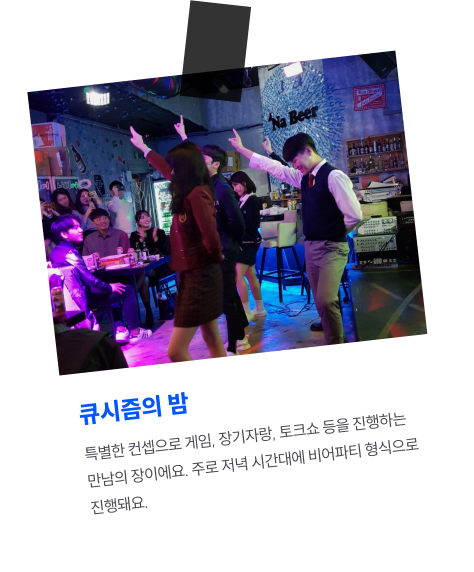 Na Beer
큐시즘의 밤
특별한 컨셉으로 게임, 장기자랑, 토크쇼 등을 진행하는
만남의 장이에요. 주로 저녁 시간대에 비어파티 형식으로
진행돼요.